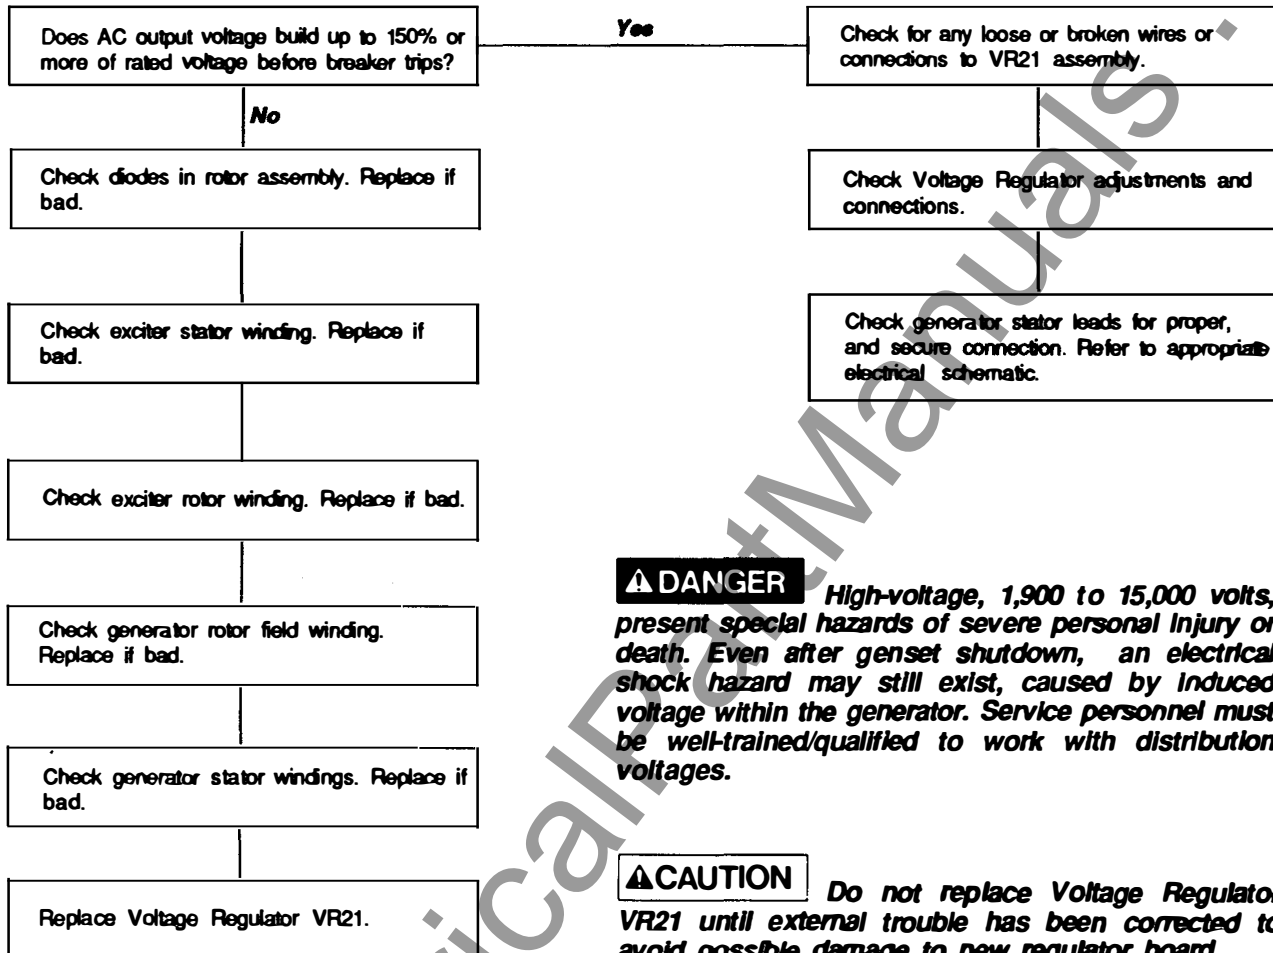 Does AC output voltage build up to 150% or
more of rated voltage before breaker trips?
Yes
Check for any loose or broken wires or
connections to VR21 assembly.
No
Check diodes in rotor assembly. Replace if
bad.
Check Voltage Regulator adjustments and
connections.
Check exciter stator winding. Replace if
bad.
Check generator stator leads for proper,
and secure connection. Refer to appropriate
electrical schematic.
Check exciter rotor winding. Replace if bad.
Check generator rotor field winding.
Replace if bad.
Check generator stator windings. Replace if
bad.
Replace Voltage Regulator VR21.
DANGER High-voltage, 1,900 to 15,000 volts,
present special hazards of severe personal injury or
death. Even after genset shutdown, an electrical
shock hazard may still exist, caused by induced
voltage within the generator. Service personnel must
be well-trained/qualified to work with distribution
voltages.
CAUTION Do not replace Voltage Regulator
VR21 until external trouble has been corrected to
avoid possible damage to new regulator board
icalPartManuals.